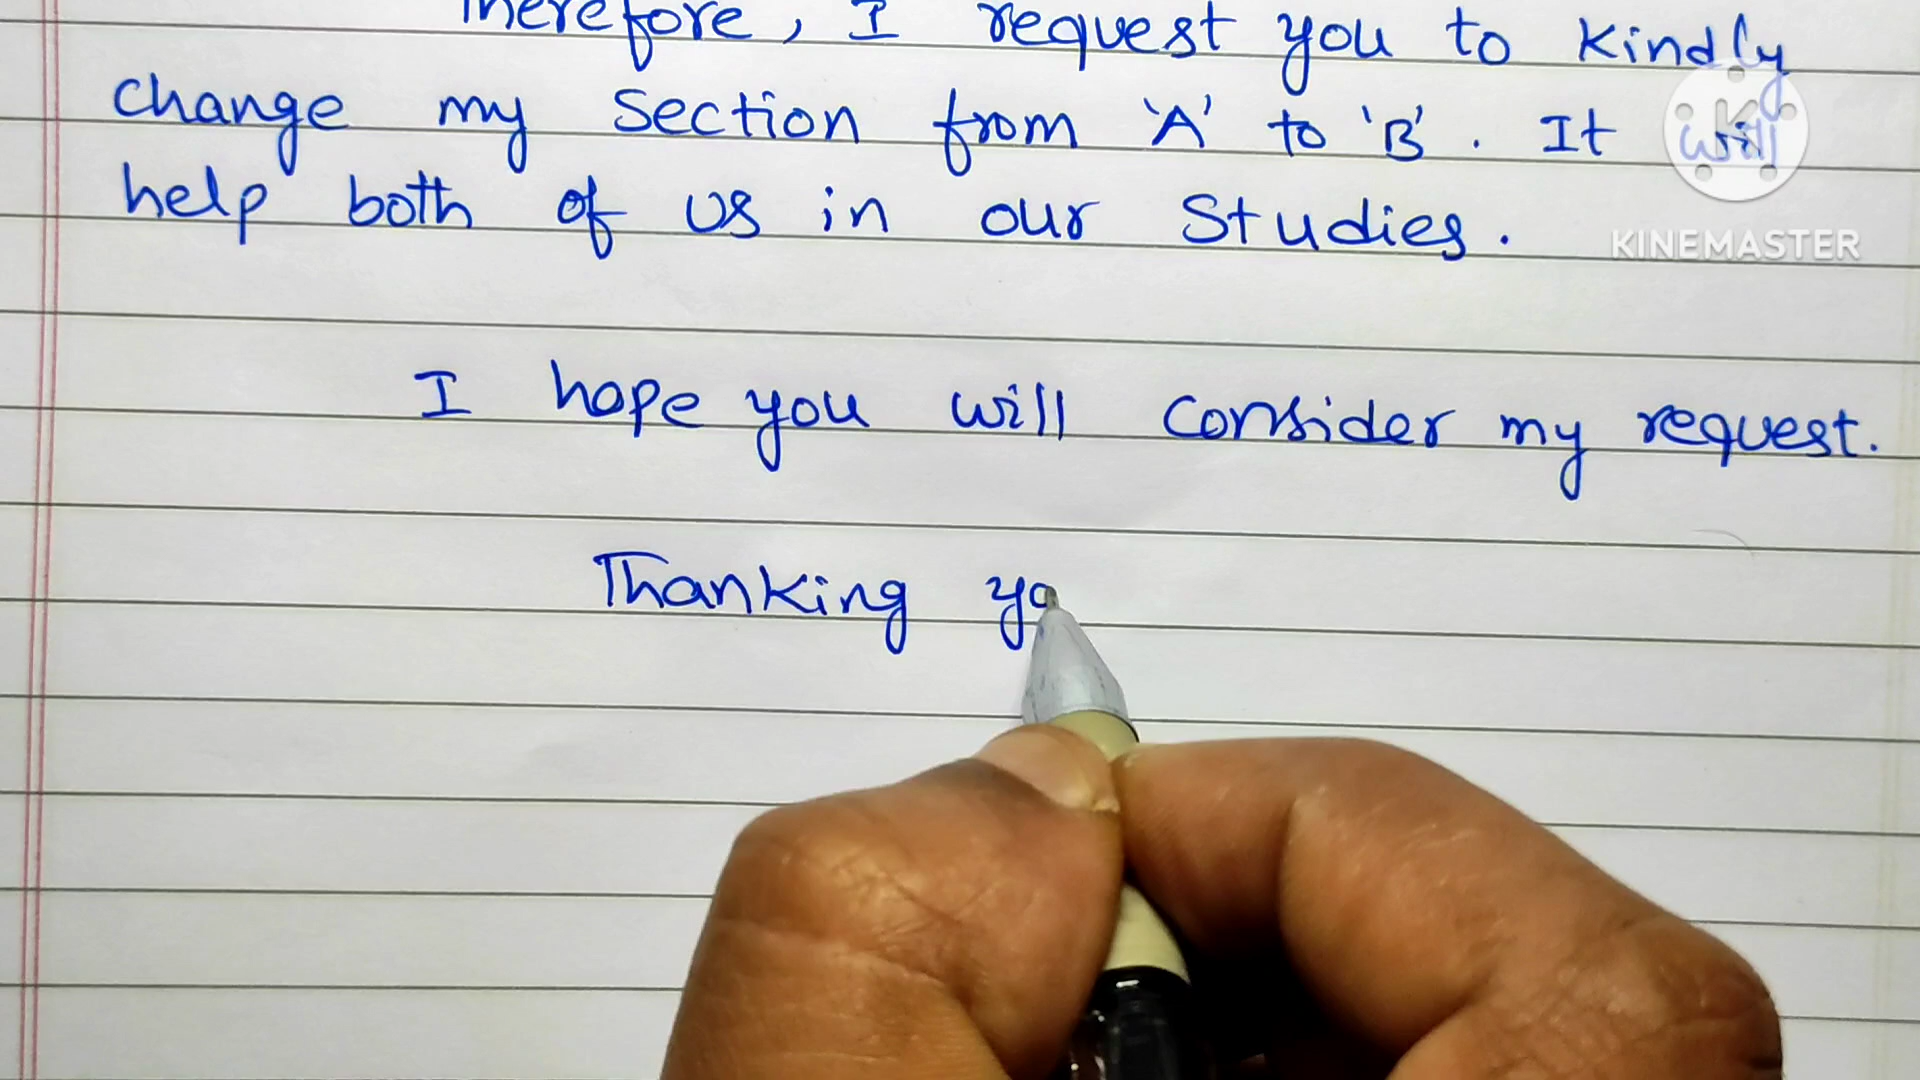 Therefore, I request you to kindly
change my section from 'A' to 'B'. It will
help both of us in our studies.
KINEMASTER
I hope you will consider my request.
Thanking yo